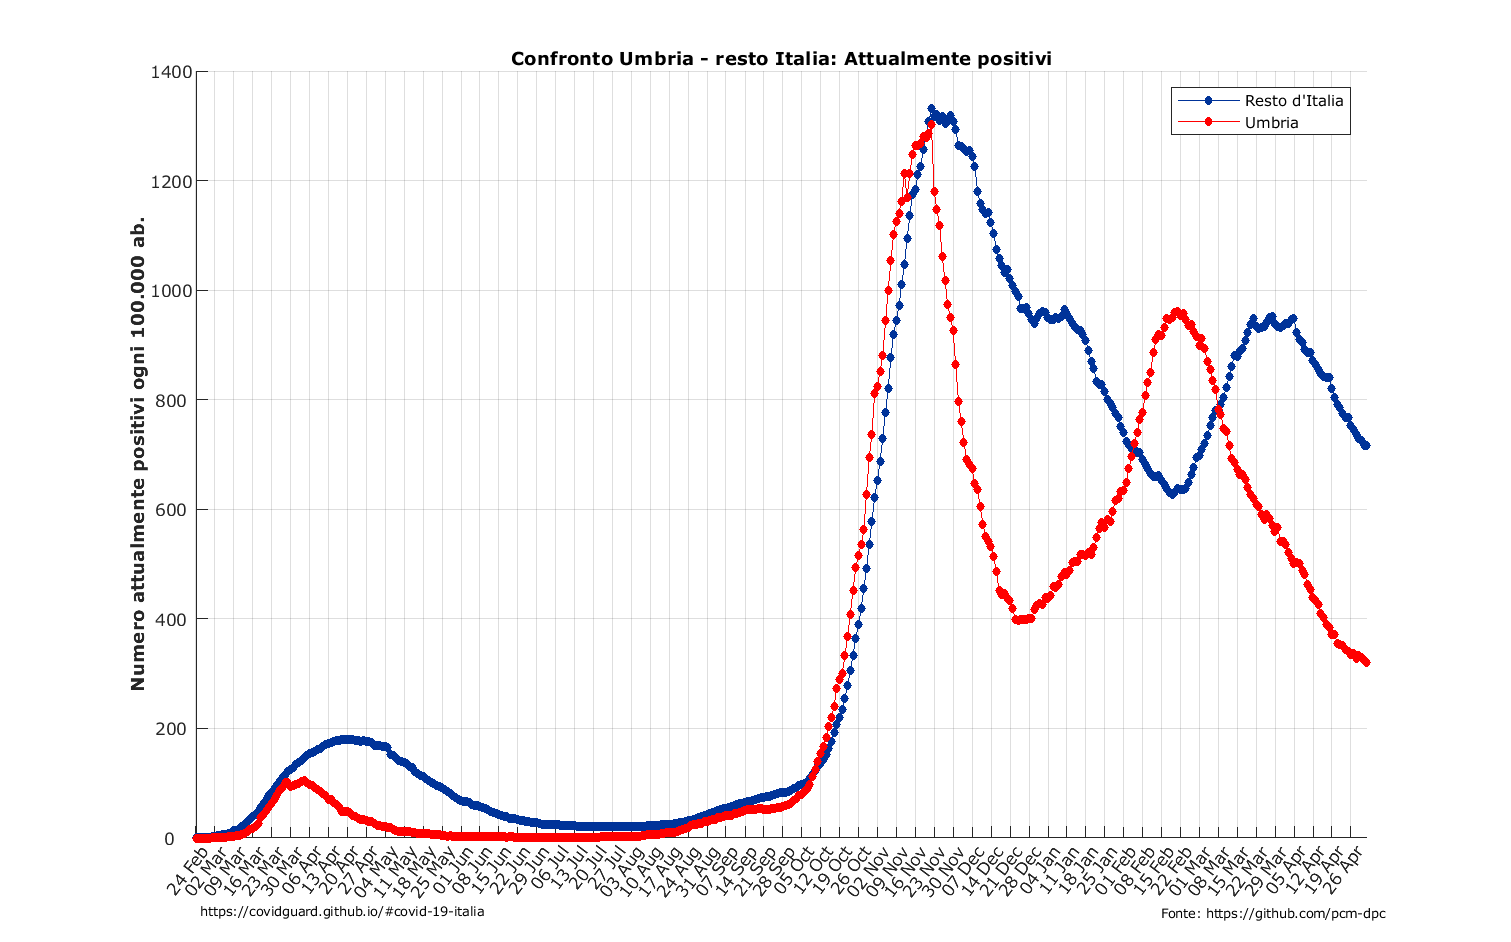 Confronto Umbria - resto Italia: Attualmente positivi
Numero attualmente positivi ogni 100.000 ab.
1400
1200
1000
800
600
400
200
0
Resto d'Italia
Umbria
24 Feb
02 Mar
09 Mar
16 Mar
23 Mar
30 Mar
06 Apr
13 Apr
20 Apr
27 Apr
04 May
11 May
18 May
25 May
01 Jun
08 Jun
15 Jun
22 Jun
29 Jun
06 Jul
13 Jul
20 Jul
27 Jul
03 Aug
10 Aug
17 Aug
24 Aug
31 Aug
07 Sep
14 Sep
21 Sep
28 Sep
05 Oct
12 Oct
19 Oct
26 Oct
02 Nov
09 Nov
16 Nov
23 Nov
30 Nov
07 Dec
14 Dec
21 Dec
28 Dec
04 Jan
11 Jan
18 Jan
25 Jan
01 Feb
08 Feb
15 Feb
22 Feb
01 Mar
08 Mar
15 Mar
22 Mar
29 Mar
05 Apr
12 Apr
19 Apr
26 Apr
https://covidguard.github.io/#covid-19-italia
Fonte: https://github.com/pcm-dpc